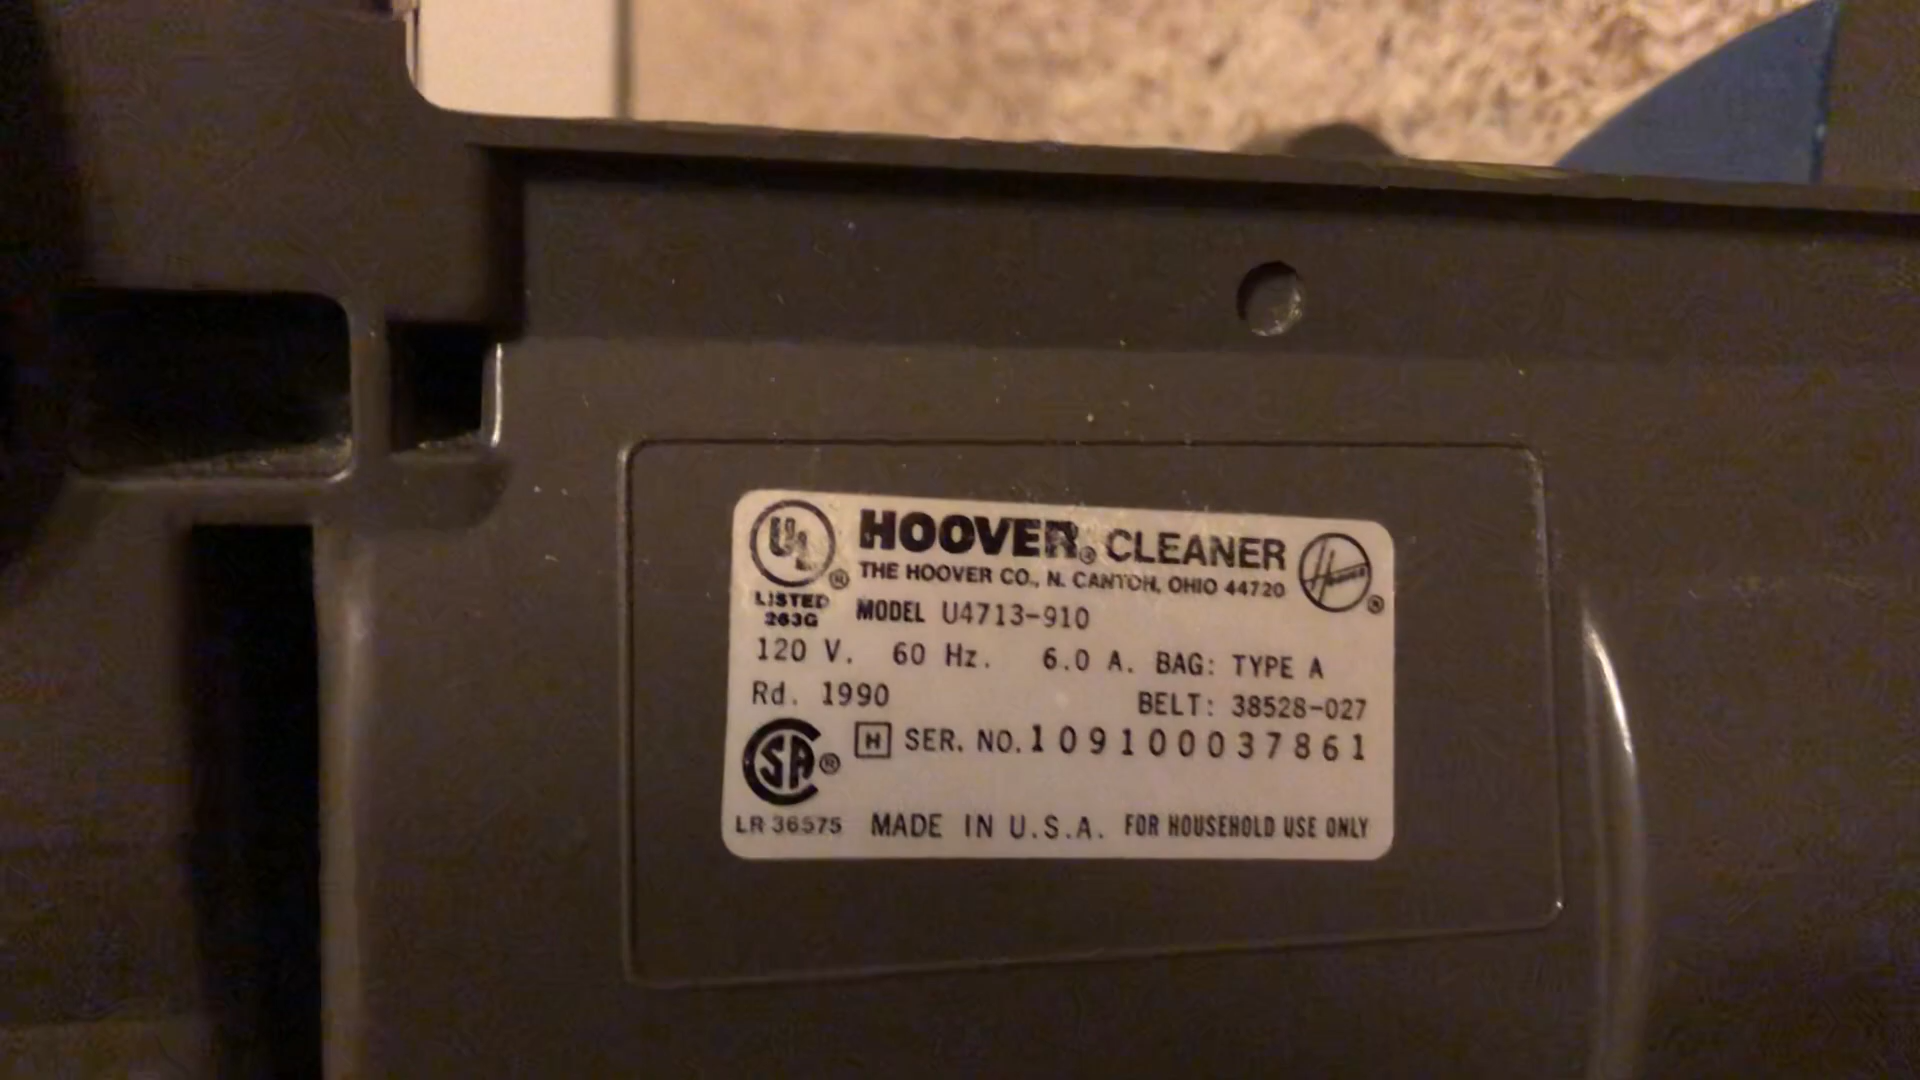 UL ® HOOVER® CLEANER Hoover ®
THE HOOVER CO., N. CANTON, OHIO 44720
LISTED
263G
MODEL U4713-910
120 V. 60 Hz. 6.0 A. BAG: TYPE A
Rd. 1990 BELT: 38528-027
SA ® H SER. NO. 109100037861
LR 36575 MADE IN U.S.A. FOR HOUSEHOLD USE ONLY